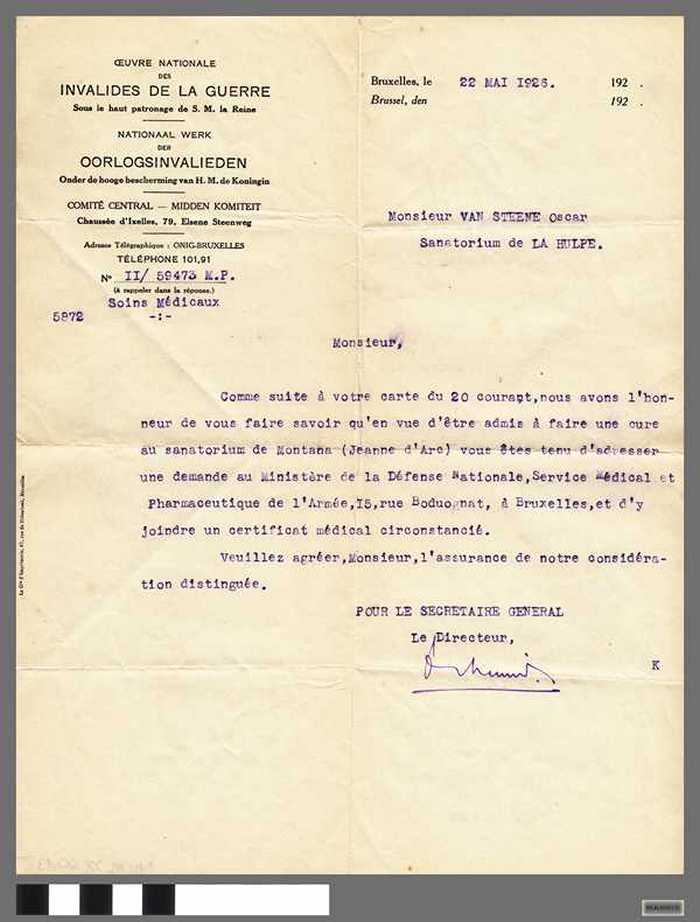 ŒUVRE NATIONALE
DES
INVALIDES DE LA GUERRE
Sous le haut patronage de S. M. la Reine
NATIONAAL WERK
DER
OORLOGSINVALIEDEN
Onder de hooge bescherming van H. M. de Koningin
COMITÉ CENTRAL — MIDDEN KOMITEIT
Chaussée d'Ixelles, 79, Elsene Steenweg
Adresse Télégraphique : ONIG-BRUXELLES
TÉLÉPHONE 101,91
N° II/ 59473 M.P.
(à rappeler dans la réponse.)
Soins Médicaux
5872 -:-
Bruxelles, le 22 MAI 1926. 192 .
Brussel, den 192 .
Monsieur VAN STEENE Oscar
Sanatorium de LA HULPE.
Monsieur,
Comme suite à votre carte du 20 courant,nous avons l'hon-
neur de vous faire savoir qu'en vue d'être admis à faire une cure
au sanatorium de Montana (Jeanne d'Arc) vous êtes tenu d'adresser
une demande au Ministère de la Défense Nationale,Service Médical et
Pharmaceutique de l'Armée,I5,rue Boduognat, à Bruxelles,et d'y
joindre un certificat médical circonstancié.
Veuillez agréer,Monsieur,l'assurance de notre considéra-
tion distinguée.
POUR LE SECRETAIRE GENERAL
Le Directeur,
K